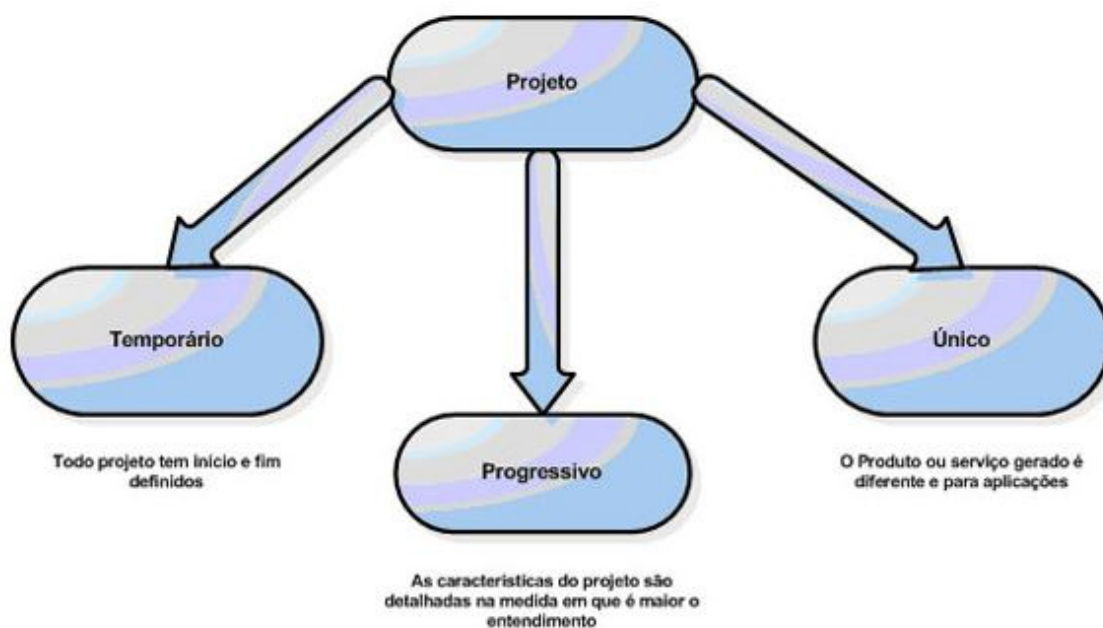 Projeto
Temporário
Único
Todo projeto tem início e fim
definidos
Progressivo
O Produto ou serviço gerado é
diferente e para aplicações
As características do projeto são
detalhadas na medida em que é maior o
entendimento